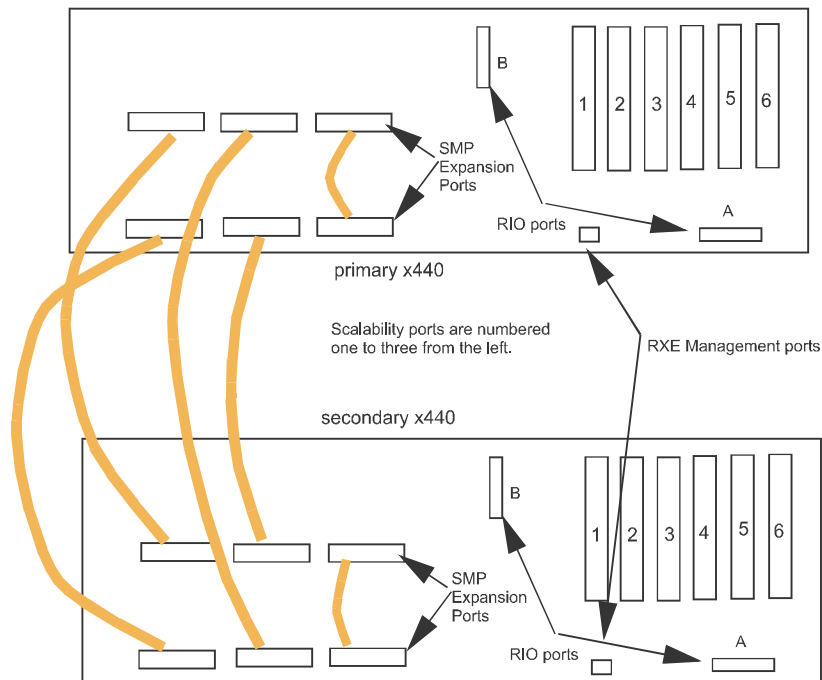 B
1 2 3 4 5 6
SMP
Expansion
Ports
A
RIO ports
primary x440
Scalability ports are numbered
one to three from the left.
RXE Management ports
secondary x440
B
1 2 3 4 5 6
SMP
Expansion
Ports
A
RIO ports